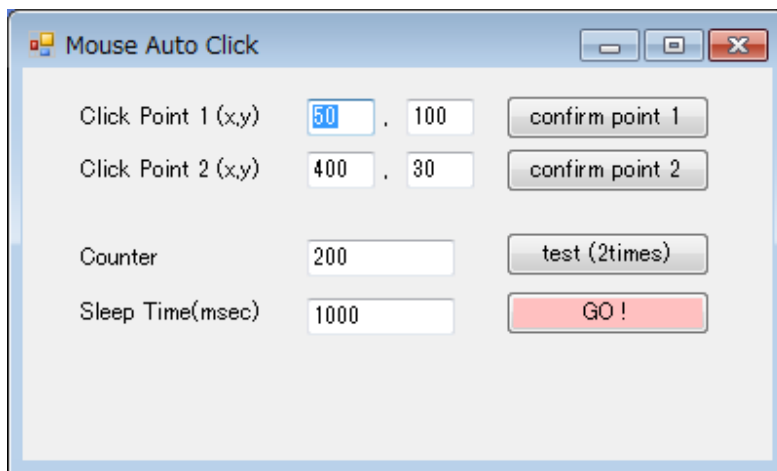 Mouse Auto Click
Click Point 1 (x,y) 50 , 100 confirm point 1
Click Point 2 (x,y) 400 , 30 confirm point 2
Counter 200 test (2times)
Sleep Time(msec) 1000 GO !